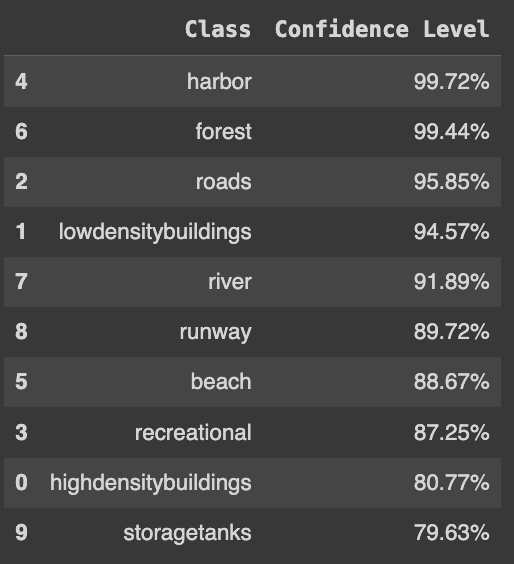 Class Confidence Level
4 harbor 99.72%
6 forest 99.44%
2 roads 95.85%
1 lowdensitybuildings 94.57%
7 river 91.89%
8 runway 89.72%
5 beach 88.67%
3 recreational 87.25%
0 highdensitybuildings 80.77%
9 storagetanks 79.63%